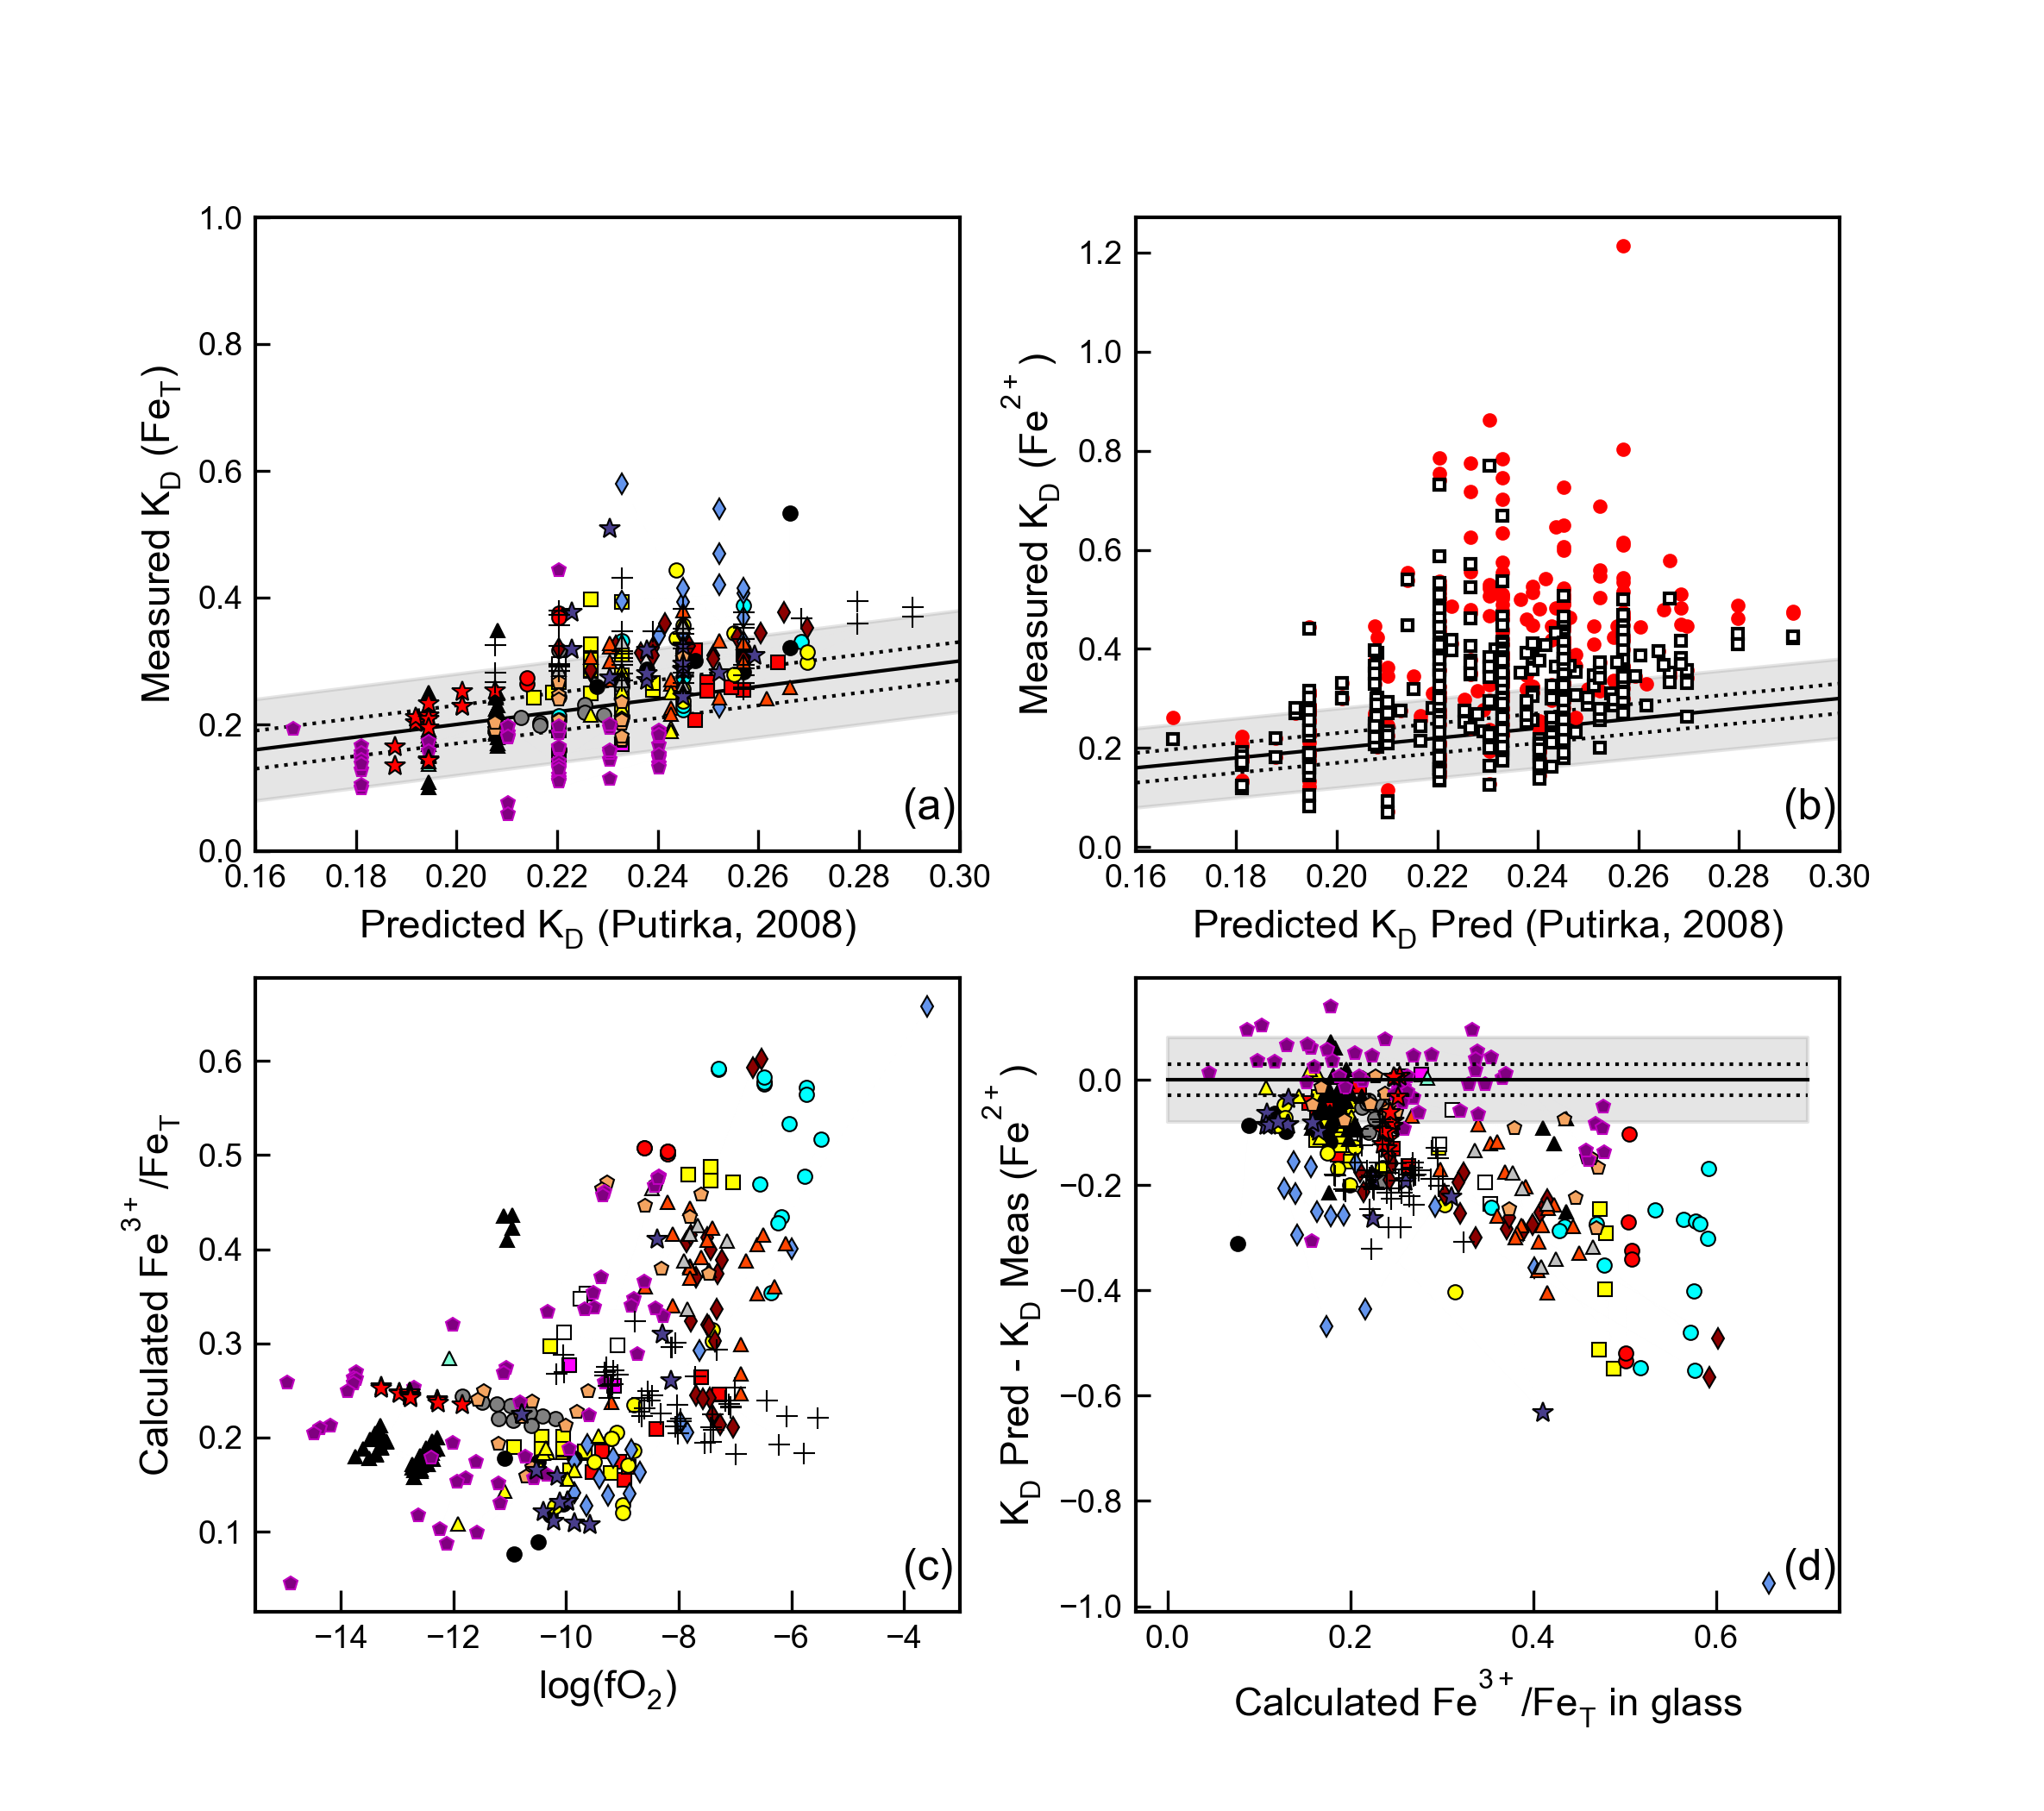 1.0
0.8
0.6
0.4
0.2
0.0
Measured K_D (Fe_T)
(a)
0.16 0.18 0.20 0.22 0.24 0.26 0.28 0.30
Predicted K_D (Putirka, 2008)
1.2
1.0
0.8
0.6
0.4
0.2
0.0
Measured K_D (Fe^2+)
(b)
0.16 0.18 0.20 0.22 0.24 0.26 0.28 0.30
Predicted K_D Pred (Putirka, 2008)
0.6
0.5
0.4
0.3
0.2
0.1
Calculated Fe^3+/Fe_T
(c)
−14 −12 −10 −8 −6 −4
log(fO_2)
0.0
−0.2
−0.4
−0.6
−0.8
−1.0
K_D Pred - K_D Meas (Fe^2+)
(d)
0.0 0.2 0.4 0.6
Calculated Fe^3+/Fe_T in glass